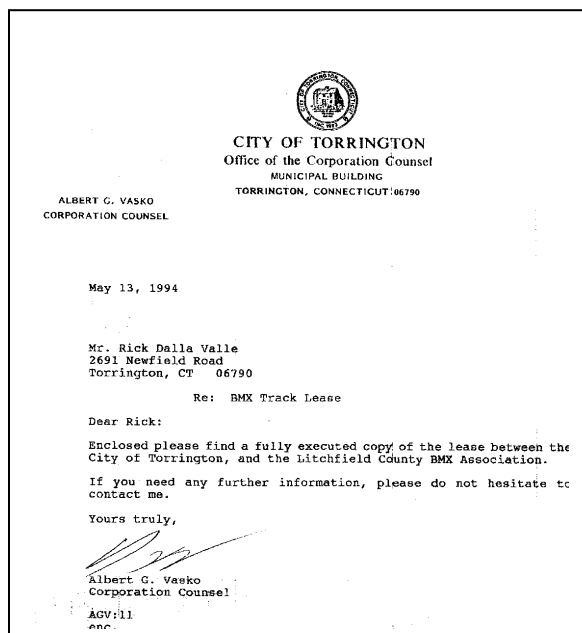 CITY OF TORRINGTON
Office of the Corporation Counsel
MUNICIPAL BUILDING
TORRINGTON, CONNECTICUT 06790
ALBERT G. VASKO
CORPORATION COUNSEL
May 13, 1994
Mr. Rick Dalla Valle
2691 Newfield Road
Torrington, CT 06790
Re: BMX Track Lease
Dear Rick:
Enclosed please find a fully executed copy of the lease between the
City of Torrington, and the Litchfield County BMX Association.
If you need any further information, please do not hesitate to
contact me.
Yours truly,
Albert G. Vasko
Corporation Counsel
AGV:ll
enc.